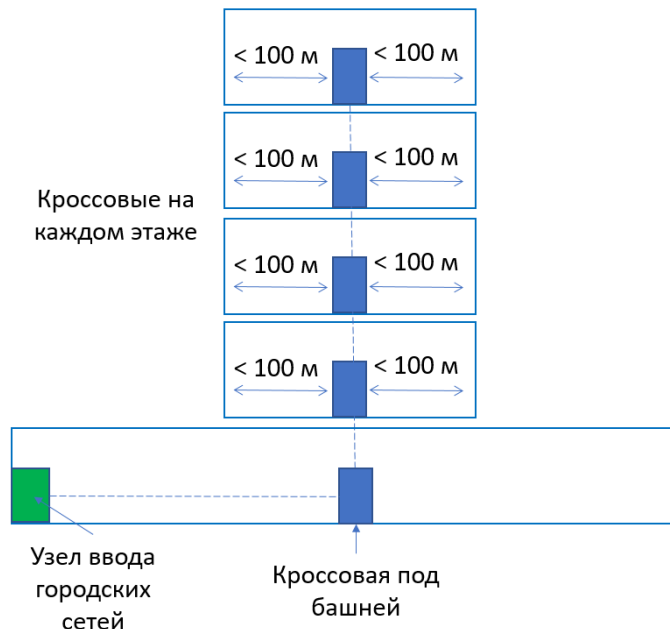 < 100 м < 100 м
< 100 м < 100 м
Кроссовые на
каждом этаже
< 100 м < 100 м
< 100 м < 100 м
Узел ввода
городских
сетей
Кроссовая под
башней